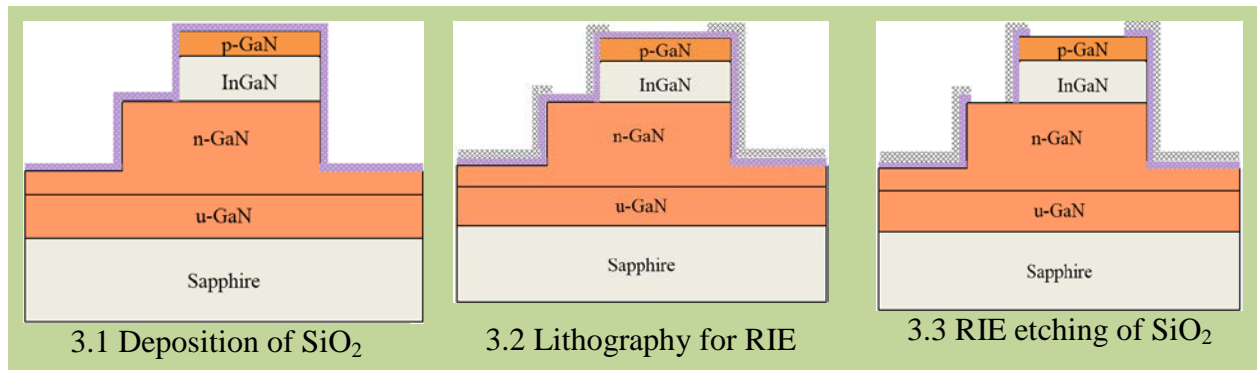 p-GaN
InGaN
n-GaN
u-GaN
Sapphire
3.1 Deposition of SiO₂
p-GaN
InGaN
n-GaN
u-GaN
Sapphire
3.2 Lithography for RIE
p-GaN
InGaN
n-GaN
u-GaN
Sapphire
3.3 RIE etching of SiO₂